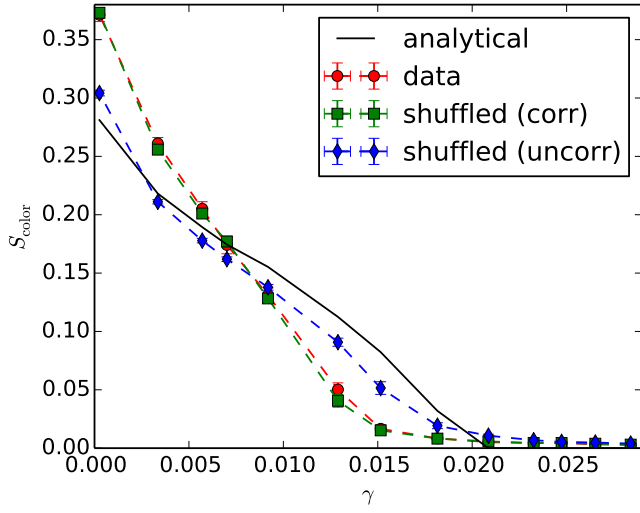 0.35
0.30
0.25
0.20
0.15
0.10
0.05
0.00
S_color
analytical
data
shuffled (corr)
shuffled (uncorr)
0.000 0.005 0.010 0.015 0.020 0.025
γ